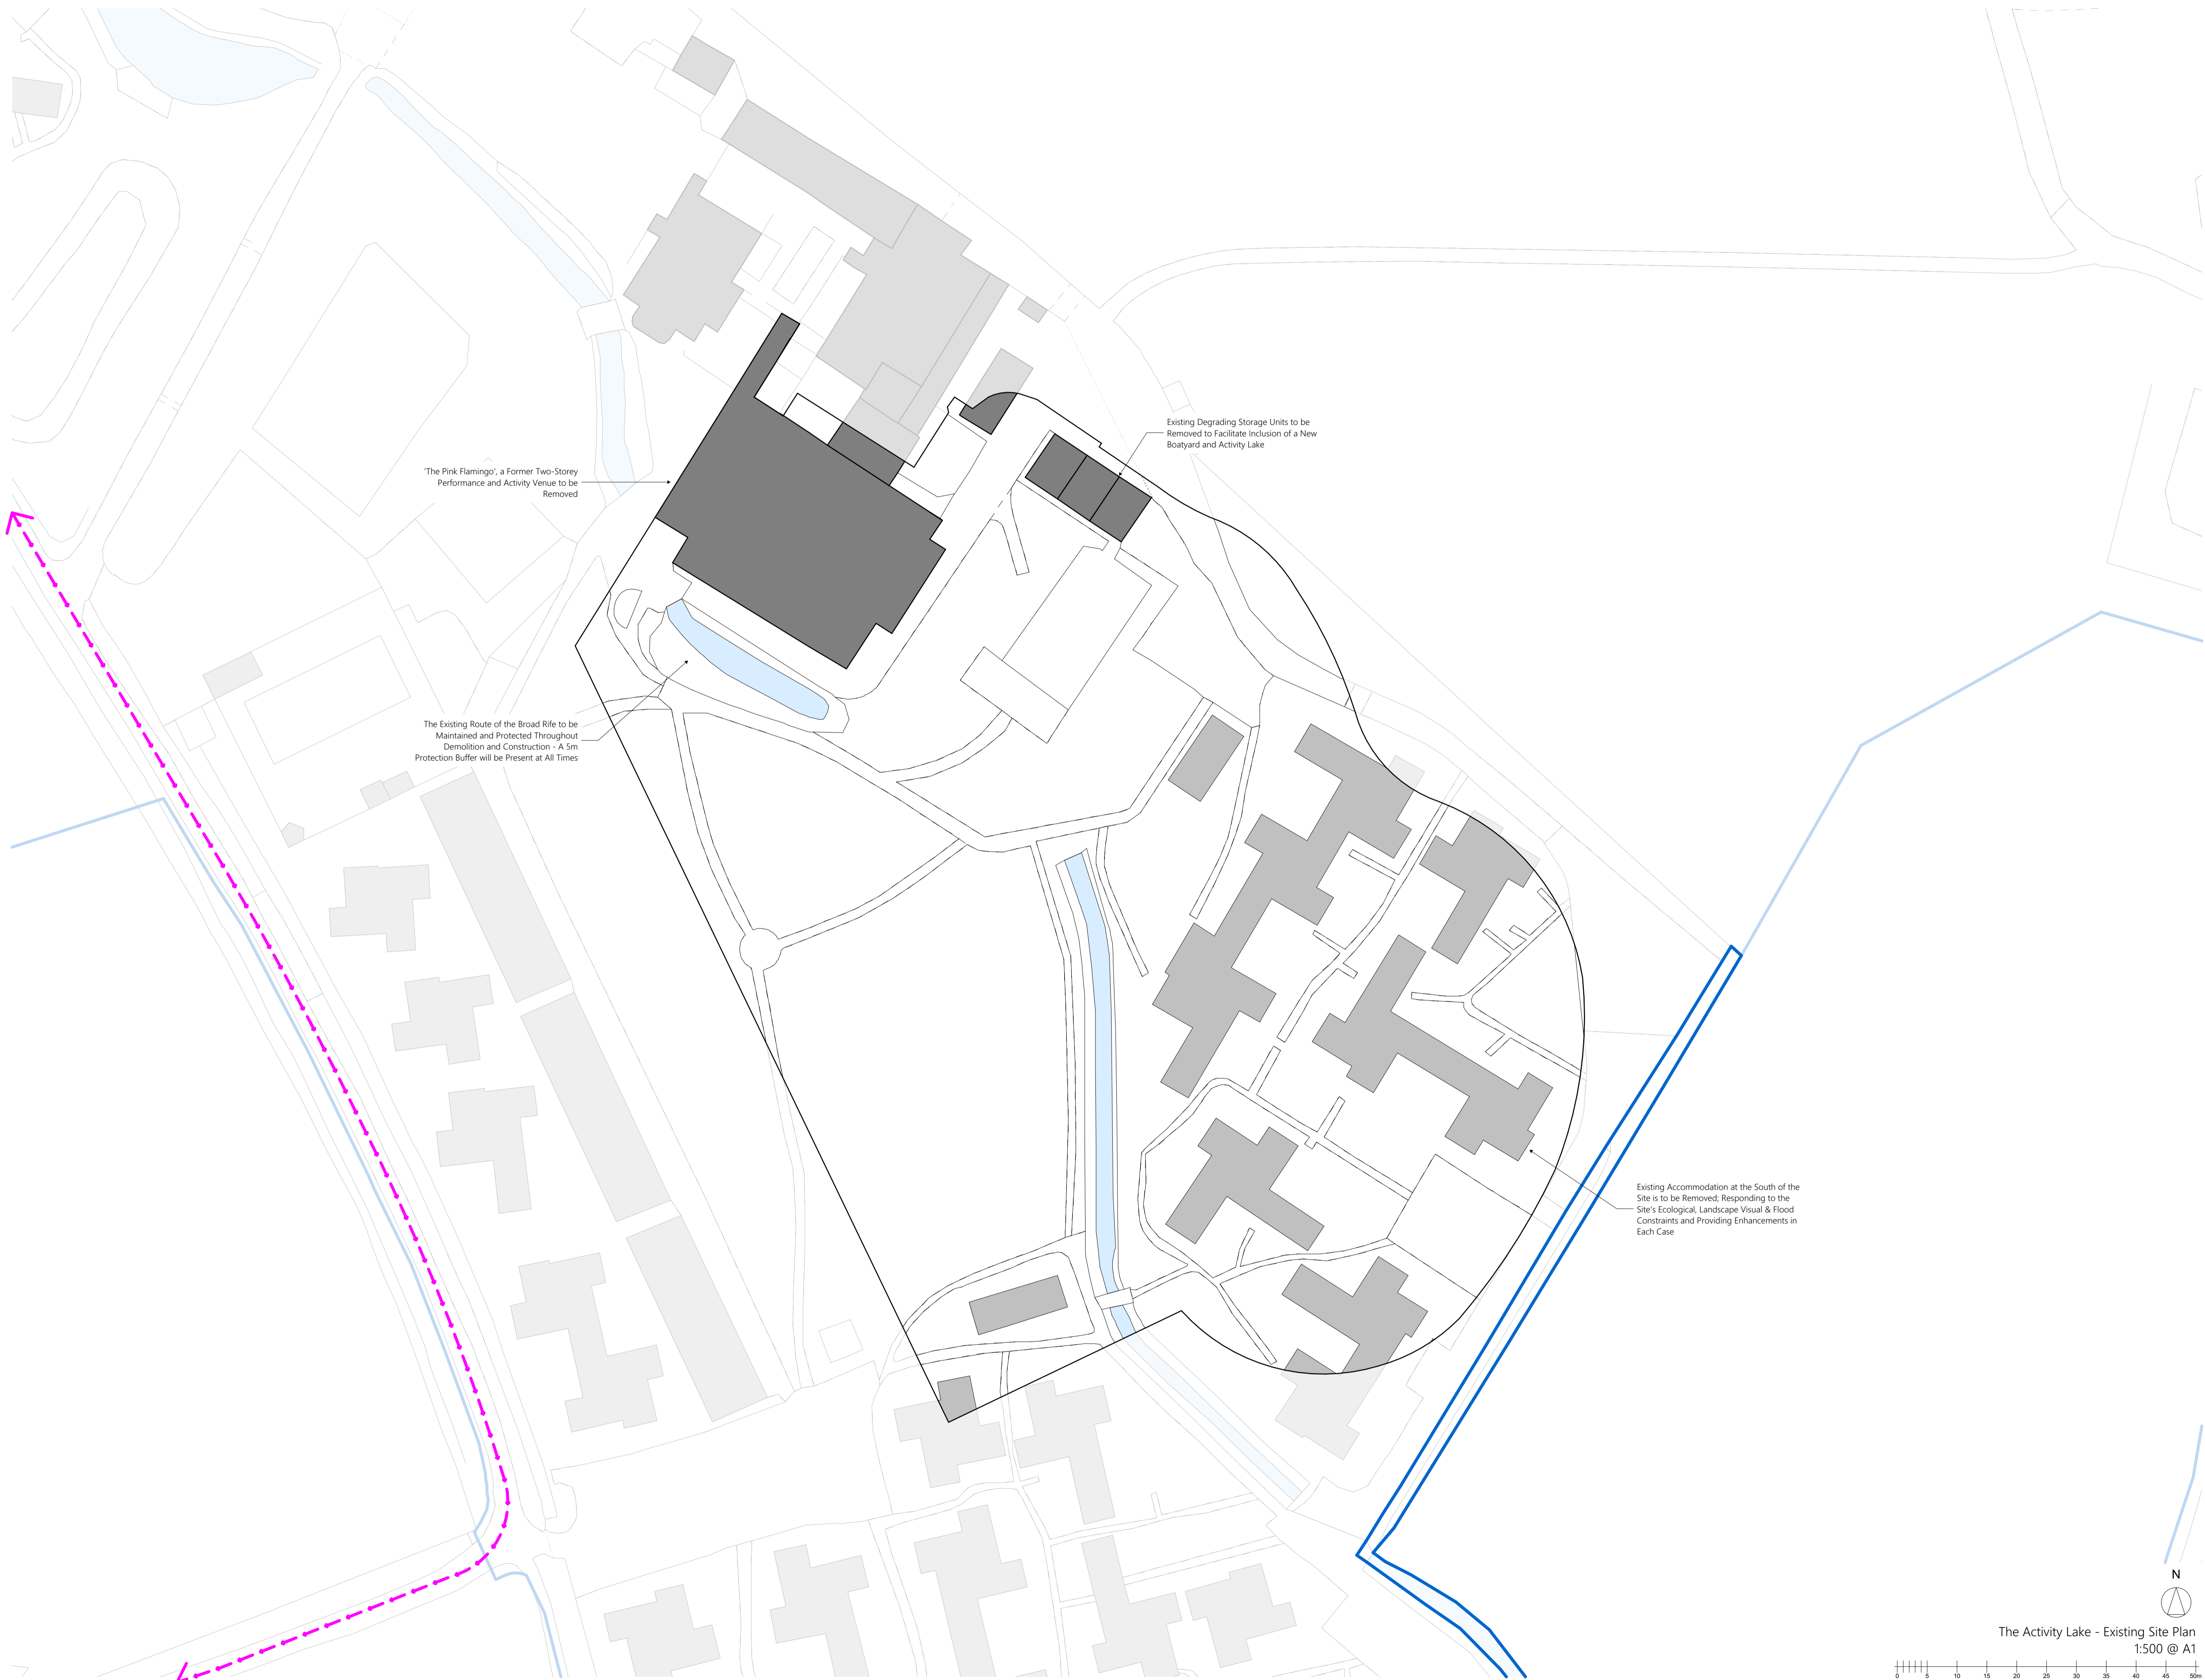 Existing Degrading Storage Units to be
Removed to Facilitate Inclusion of a New
Boatyard and Activity Lake
'The Pink Flamingo', a Former Two-Storey
Performance and Activity Venue to be
Removed
The Existing Route of the Broad Rife to be
Maintained and Protected Throughout
Demolition and Construction - A 5m
Protection Buffer will be Present at All Times
Existing Accommodation at the South of the
Site is to be Removed; Responding to the
Site's Ecological, Landscape Visual & Flood
Constraints and Providing Enhancements in
Each Case
N
The Activity Lake - Existing Site Plan
1:500 @ A1
0 5 10 15 20 25 30 35 40 45 50m